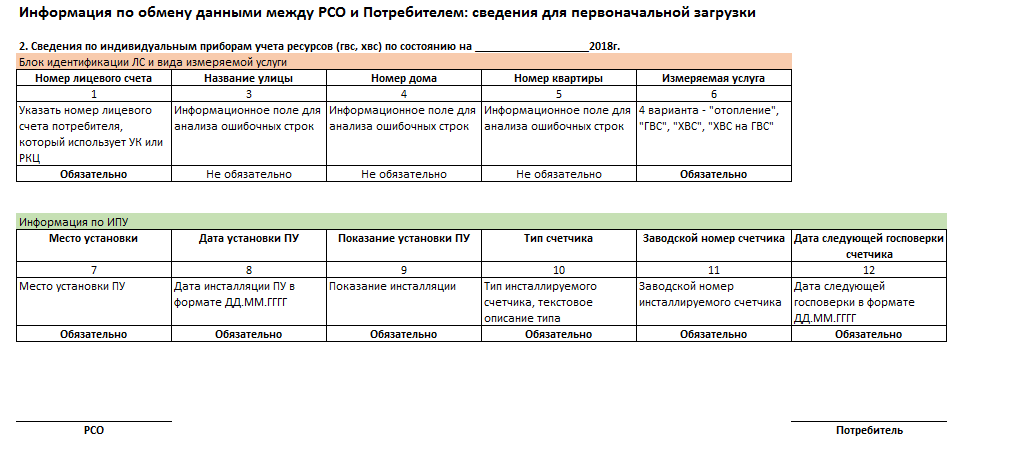 Информация по обмену данными между РСО и Потребителем: сведения для первоначальной загрузки
2. Сведения по индивидуальным приборам учета ресурсов (гвс, хвс) по состоянию на ___________________2018г.
Блок идентификации ЛС и вида измеряемой услуги
Номер лицевого счета Название улицы Номер дома Номер квартиры Измеряемая услуга
1 3 4 5 6
Указать номер лицевого Информационное поле для Информационное поле для Информационное поле для 4 варианта - "отопление",
счета потребителя, анализа ошибочных строк анализа ошибочных строк анализа ошибочных строк "ГВС", "ХВС", "ХВС на ГВС"
который использует УК или
РКЦ
Обязательно Не обязательно Не обязательно Не обязательно Обязательно
Информация по ИПУ
Место установки Дата установки ПУ Показание установки ПУ Тип счетчика Заводской номер счетчика Дата следующей госповерки
счетчика
7 8 9 10 11 12
Место установки ПУ Дата инсталляции ПУ в Показание инсталляции Тип инсталлируемого Заводской номер Дата следующей
формате ДД.ММ.ГГГГ счетчика, текстовое инсталлируемого счетчика госповерки в формате
описание типа ДД.ММ.ГГГГ
Обязательно Обязательно Обязательно Обязательно Обязательно Обязательно
РСО Потребитель